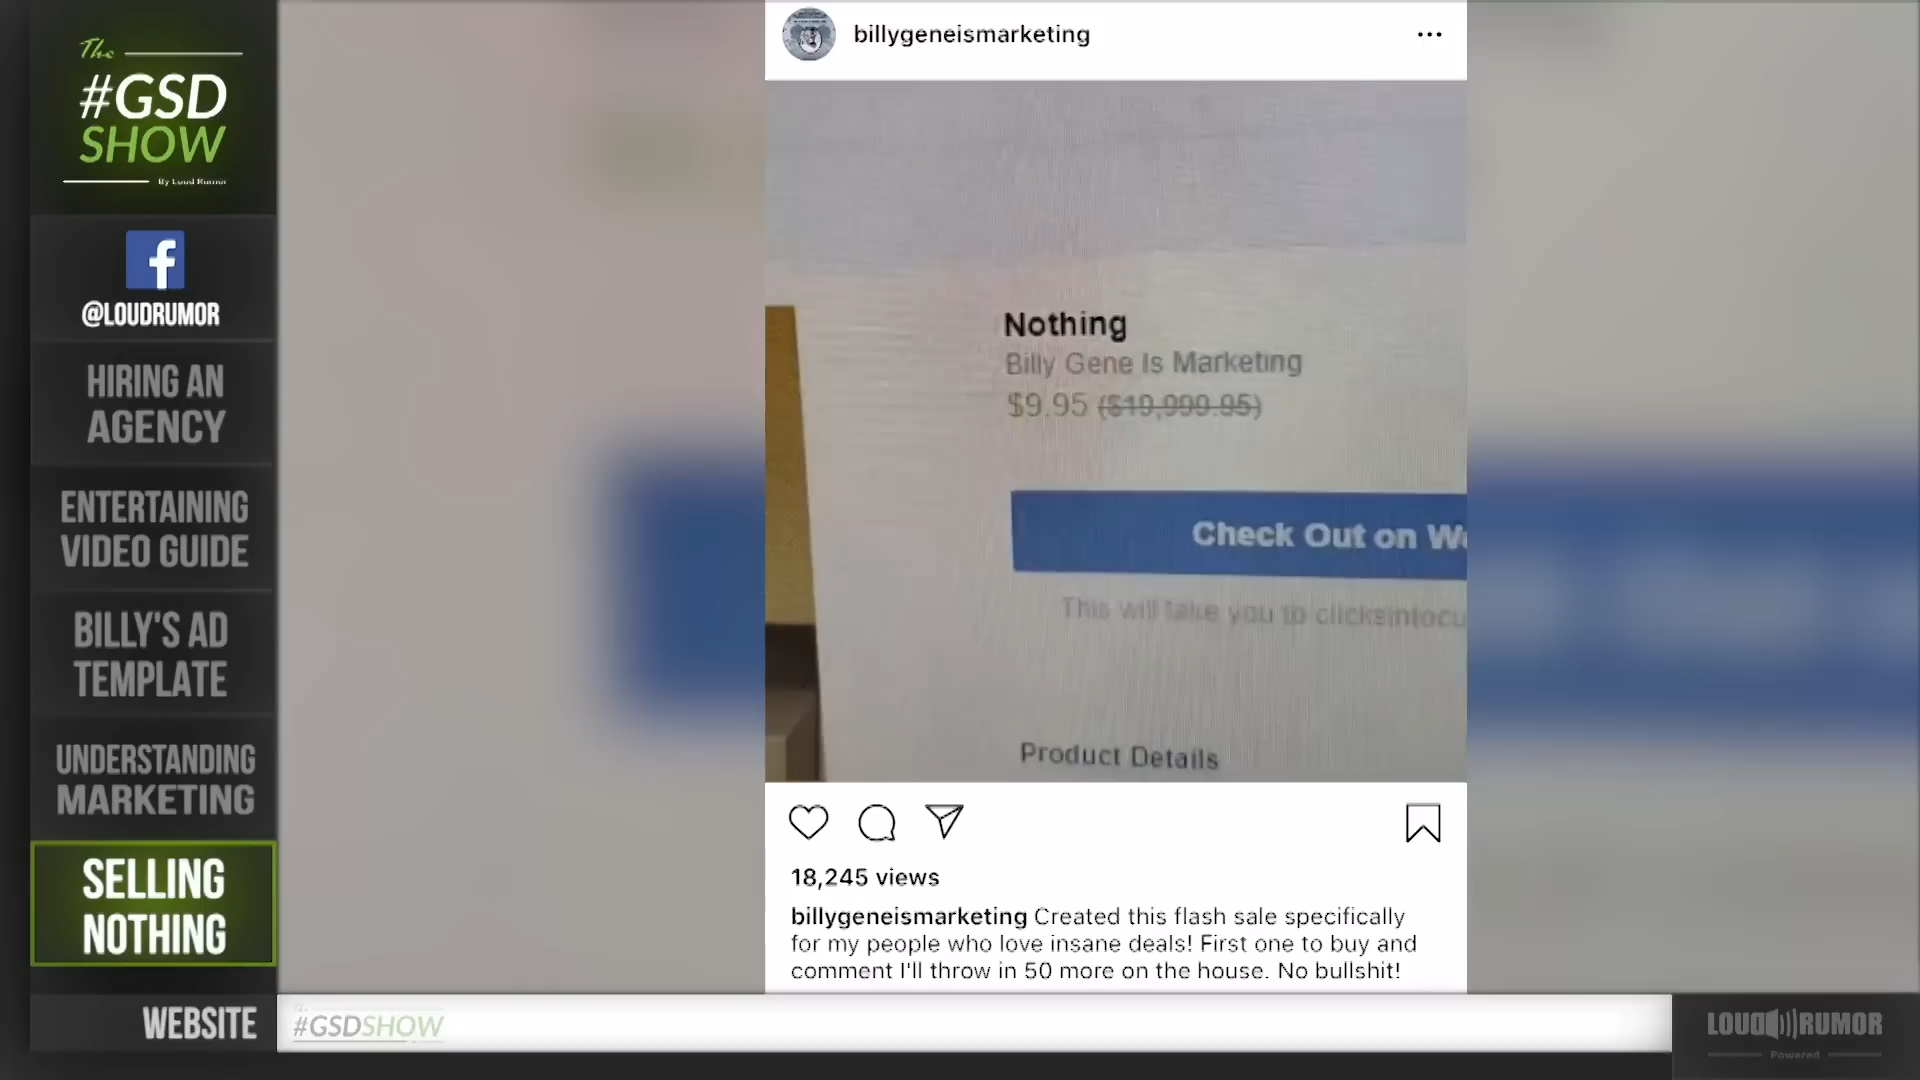 The
#GSD
SHOW
By Loud Rumor
@LOUDRUMOR
HIRING AN
AGENCY
ENTERTAINING
VIDEO GUIDE
BILLY'S AD
TEMPLATE
UNDERSTANDING
MARKETING
SELLING
NOTHING
WEBSITE
billygeneismarketing
Nothing
Billy Gene Is Marketing
$9.95 ($19,999.95)
Check Out on We
This will take you to clicksintocu
Product Details
18,245 views
billygeneismarketing Created this flash sale specifically
for my people who love insane deals! First one to buy and
comment I'll throw in 50 more on the house. No bullshit!
#GSDSHOW
LOUD RUMOR
Powered